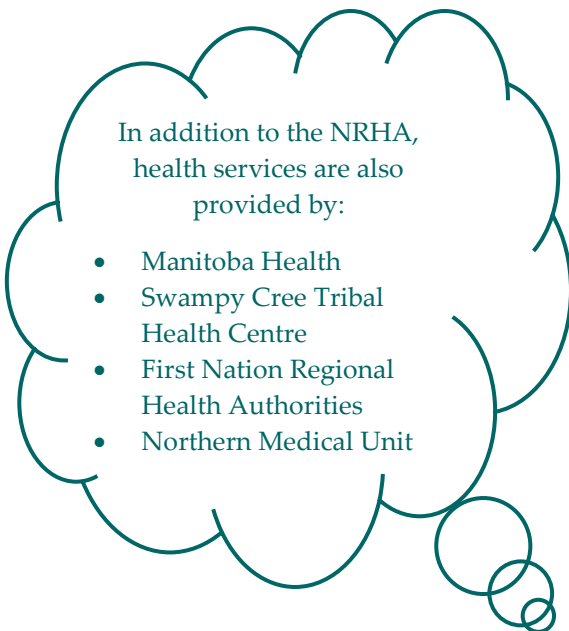 In addition to the NRHA,
health services are also
provided by:
• Manitoba Health
• Swampy Cree Tribal
Health Centre
• First Nation Regional
Health Authorities
• Northern Medical Unit